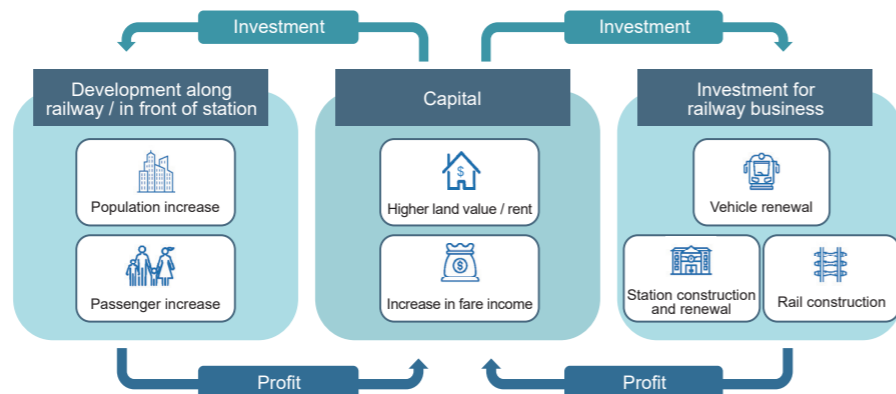 Investment
Investment
Development along
railway / in front of station
Capital
Investment for
railway business
Population increase
Passenger increase
$
Higher land value / rent
$
Increase in fare income
Vehicle renewal
Station construction
and renewal
Rail construction
Profit
Profit